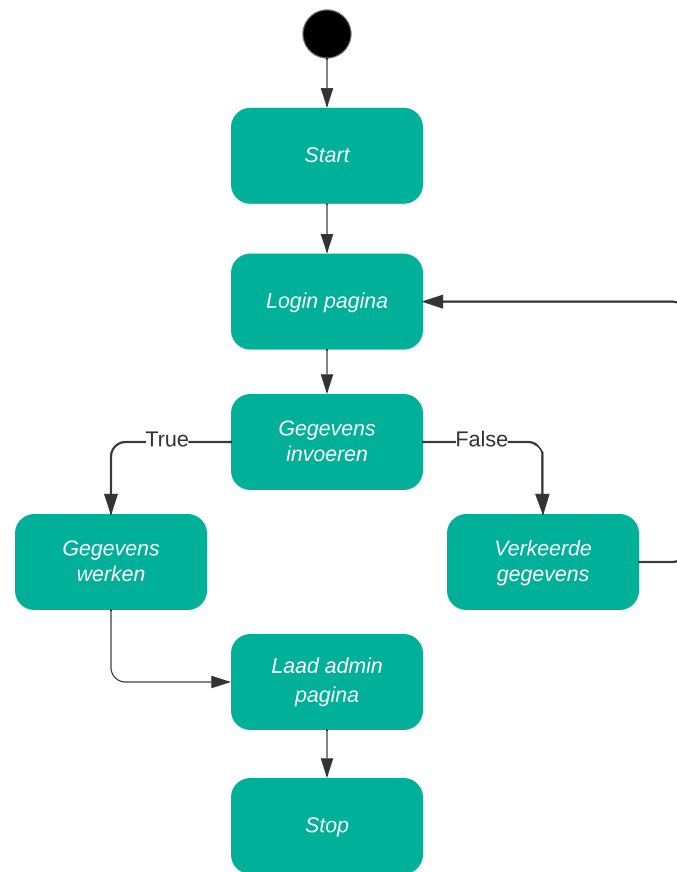 Start
Login pagina
Gegevens
invoeren
True
False
Gegevens
werken
Verkeerde
gegevens
Laad admin
pagina
Stop